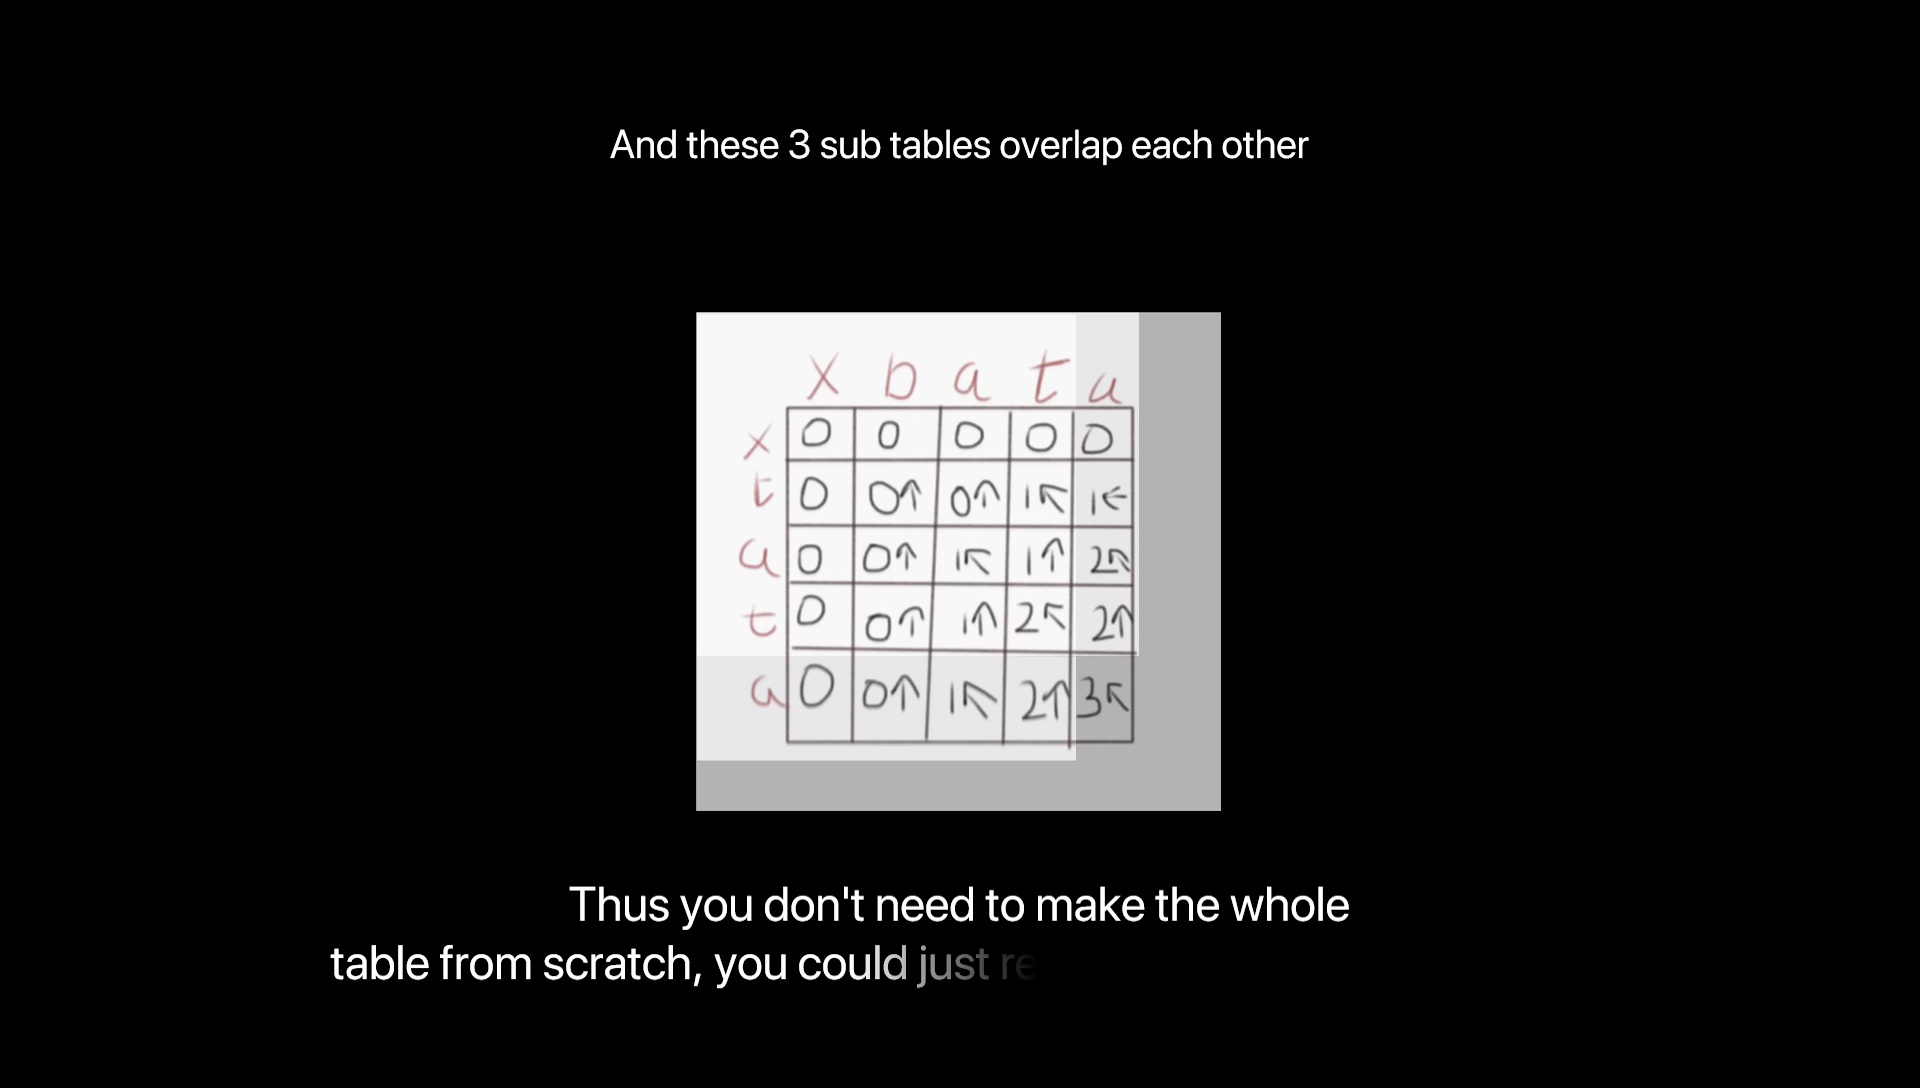 And these 3 sub tables overlap each other
x b a t a
x 0 0 0 0 0
t 0 0↑ 0↑ 1↖ 1←
a 0 0↑ 1↖ 1↑ 2↖
t 0 0↑ 1↑ 2↖ 2↑
a 0 0↑ 1↖ 2↑ 3↖
Thus you don't need to make the whole
table from scratch, you could just re